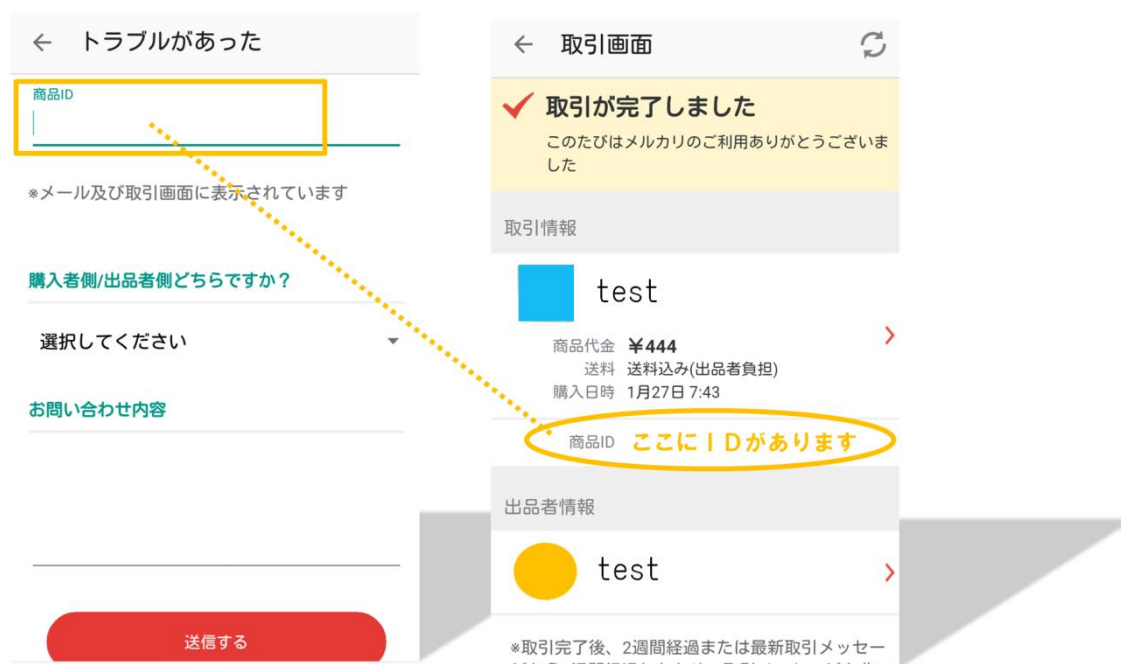 トラブルがあった
商品ID
※メール及び取引画面に表示されています
購入者側/出品者側どちらですか？
選択してください
お問い合わせ内容
送信する
取引画面
取引が完了しました
このたびはメルカリのご利用ありがとうございま
した
取引情報
test
商品代金 ¥444
送料 送料込み(出品者負担)
購入日時 1月27日 7:43
商品ID ここにＩＤがあります
出品者情報
test
※取引完了後、2週間経過または最新取引メッセー